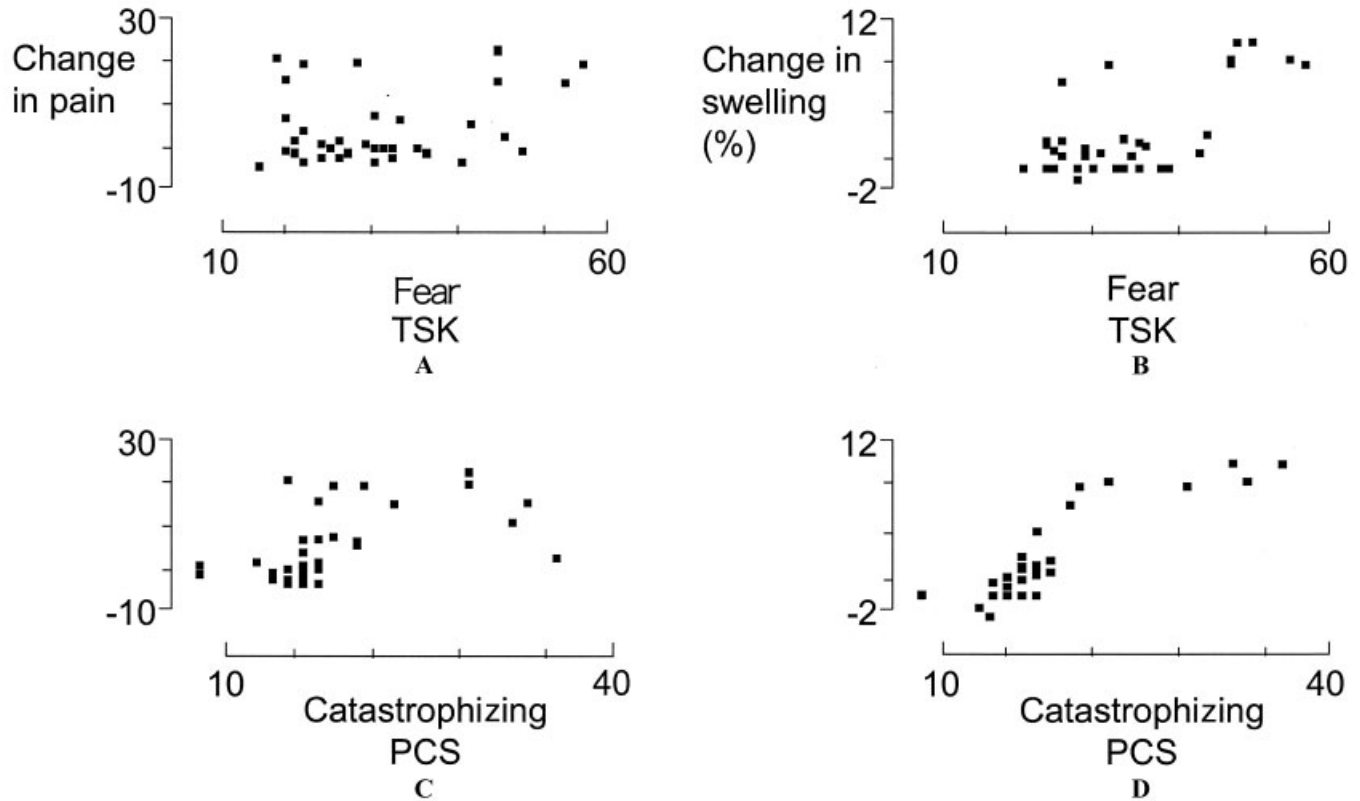 30
Change
in pain
-10
10
60
Fear
TSK
A
12
Change in
swelling
(%)
-2
10
60
Fear
TSK
B
30
-10
10
40
Catastrophizing
PCS
C
12
-2
10
40
Catastrophizing
PCS
D